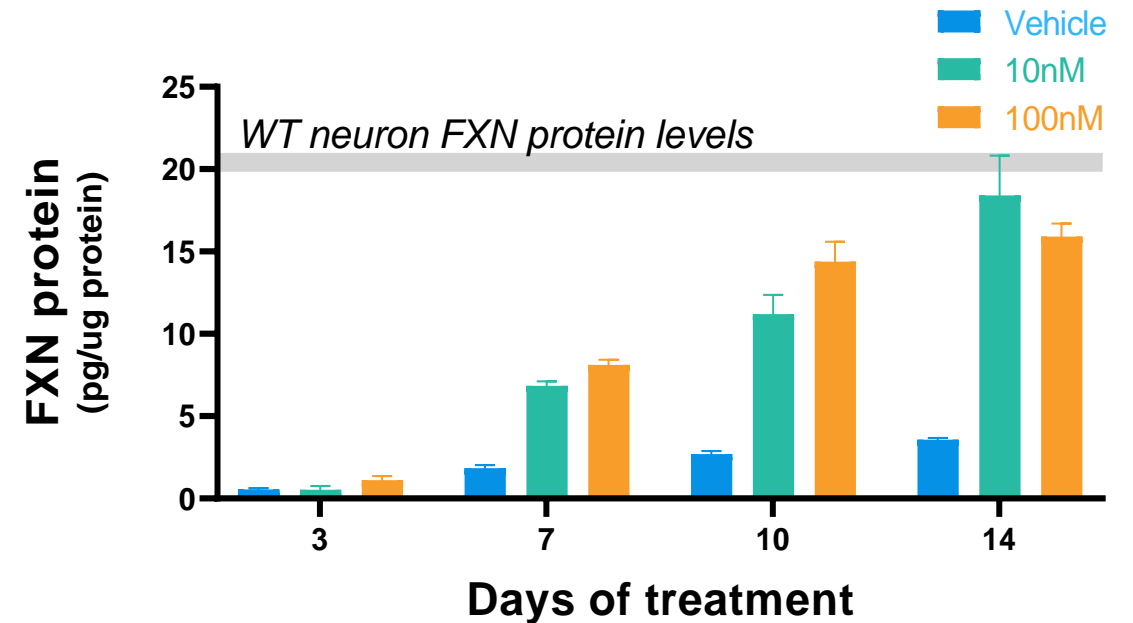 Vehicle
10nM
100nM
WT neuron FXN protein levels
FXN protein
(pg/ug protein)
25
20
15
10
5
0
3 7 10 14
Days of treatment